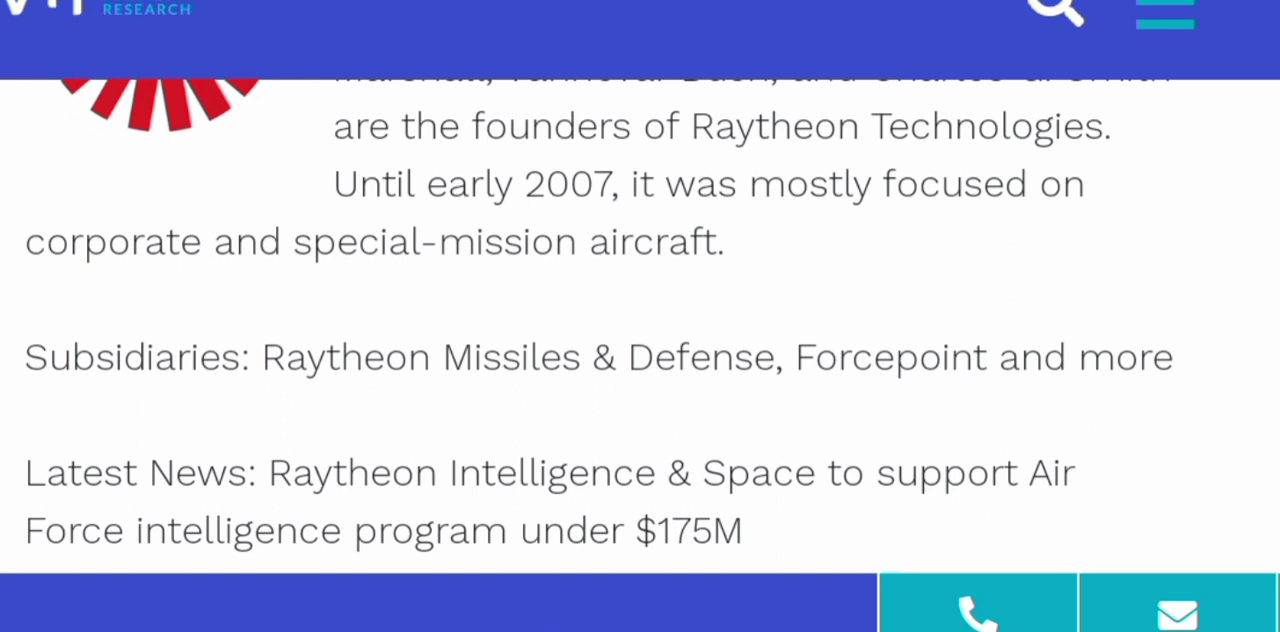 RESEARCH
are the founders of Raytheon Technologies.
Until early 2007, it was mostly focused on
corporate and special-mission aircraft.
Subsidiaries: Raytheon Missiles & Defense, Forcepoint and more
Latest News: Raytheon Intelligence & Space to support Air
Force intelligence program under $175M